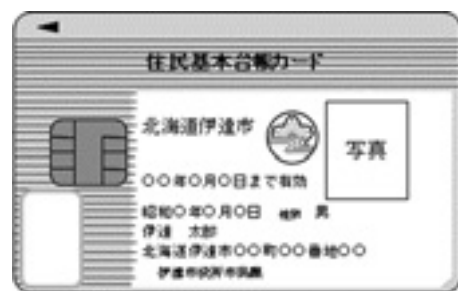 住民基本台帳カード
北海道伊達市
写真
○○年○月○日まで有効
昭和○年○月○日 性別 男
伊達 太郎
北海道伊達市○○町○○番地○○
伊達市役所市民課